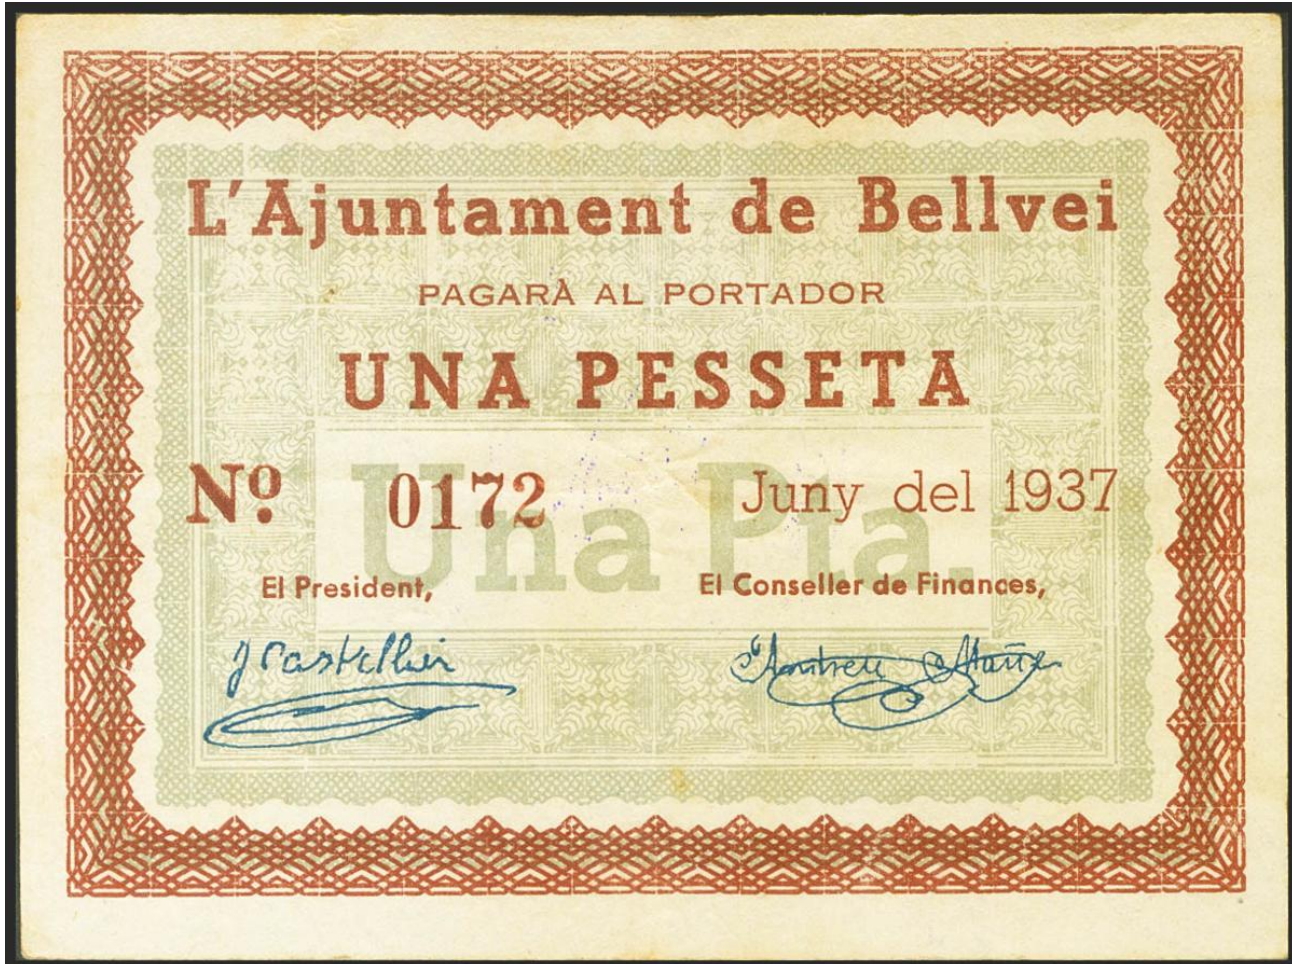 L'Ajuntament de Bellvei
PAGARÀ AL PORTADOR
UNA PESSETA
Una Pta.
Nº. 0172
Juny del 1937
El President,
El Conseller de Finances,
J Castellvi